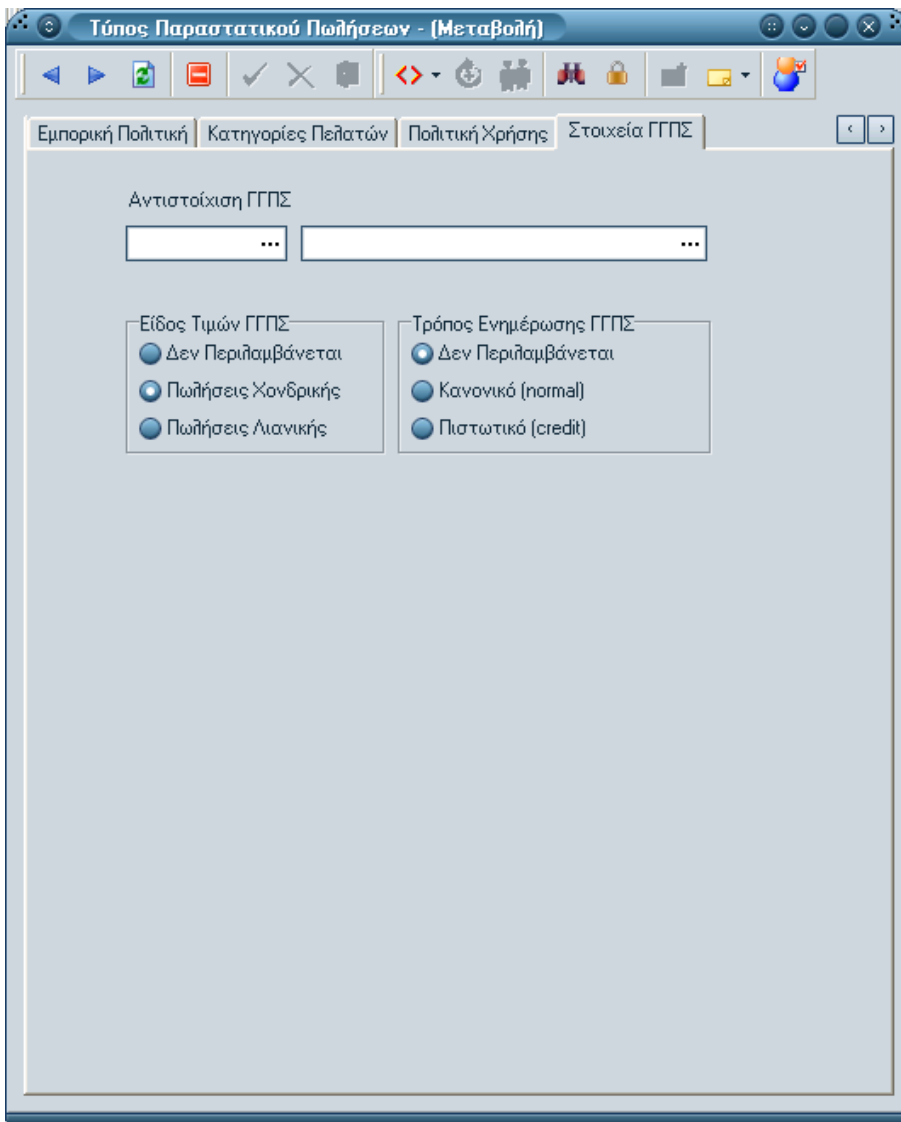 Τύπος Παραστατικού Πωλήσεων - (Μεταβολή)
Εμπορική Πολιτική Κατηγορίες Πελατών Πολιτική Χρήσης Στοιχεία ΓΓΠΣ
Αντιστοίχιση ΓΓΠΣ
... ...
Είδος Τιμών ΓΓΠΣ Τρόπος Ενημέρωσης ΓΓΠΣ
Δεν Περιλαμβάνεται Δεν Περιλαμβάνεται
Πωλήσεις Χονδρικής Κανονικό (normal)
Πωλήσεις Λιανικής Πιστωτικό (credit)